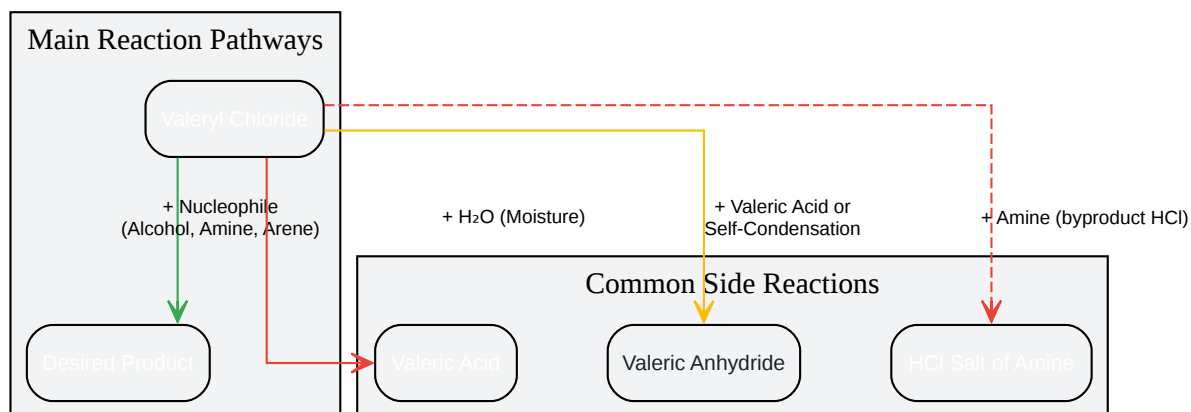 Main Reaction Pathways
Valeryl Chloride
+ Nucleophile
(Alcohol, Amine, Arene)
+ H₂O (Moisture)
+ Valeric Acid or
Self-Condensation
+ Amine (byproduct HCl)
Common Side Reactions
Desired Product
Valeric Acid
Valeric Anhydride
HCl Salt of Amine